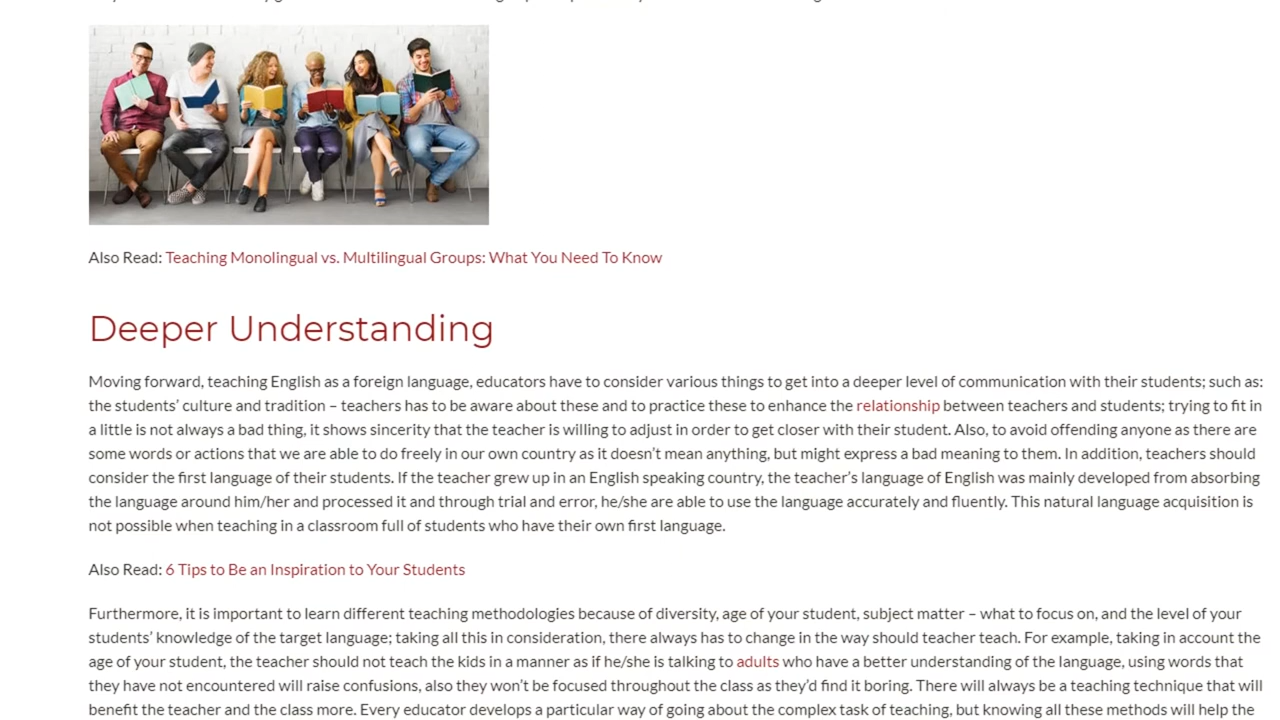 Also Read: Teaching Monolingual vs. Multilingual Groups: What You Need To Know
Deeper Understanding
Moving forward, teaching English as a foreign language, educators have to consider various things to get into a deeper level of communication with their students; such as:
the students’ culture and tradition – teachers has to be aware about these and to practice these to enhance the relationship between teachers and students; trying to fit in
a little is not always a bad thing, it shows sincerity that the teacher is willing to adjust in order to get closer with their student. Also, to avoid offending anyone as there are
some words or actions that we are able to do freely in our own country as it doesn’t mean anything, but might express a bad meaning to them. In addition, teachers should
consider the first language of their students. If the teacher grew up in an English speaking country, the teacher’s language of English was mainly developed from absorbing
the language around him/her and processed it and through trial and error, he/she are able to use the language accurately and fluently. This natural language acquisition is
not possible when teaching in a classroom full of students who have their own first language.
Also Read: 6 Tips to Be an Inspiration to Your Students
Furthermore, it is important to learn different teaching methodologies because of diversity, age of your student, subject matter – what to focus on, and the level of your
students’ knowledge of the target language; taking all this in consideration, there always has to change in the way should teacher teach. For example, taking in account the
age of your student, the teacher should not teach the kids in a manner as if he/she is talking to adults who have a better understanding of the language, using words that
they have not encountered will raise confusions, also they won’t be focused throughout the class as they’d find it boring. There will always be a teaching technique that will
benefit the teacher and the class more. Every educator develops a particular way of going about the complex task of teaching, but knowing all these methods will help the